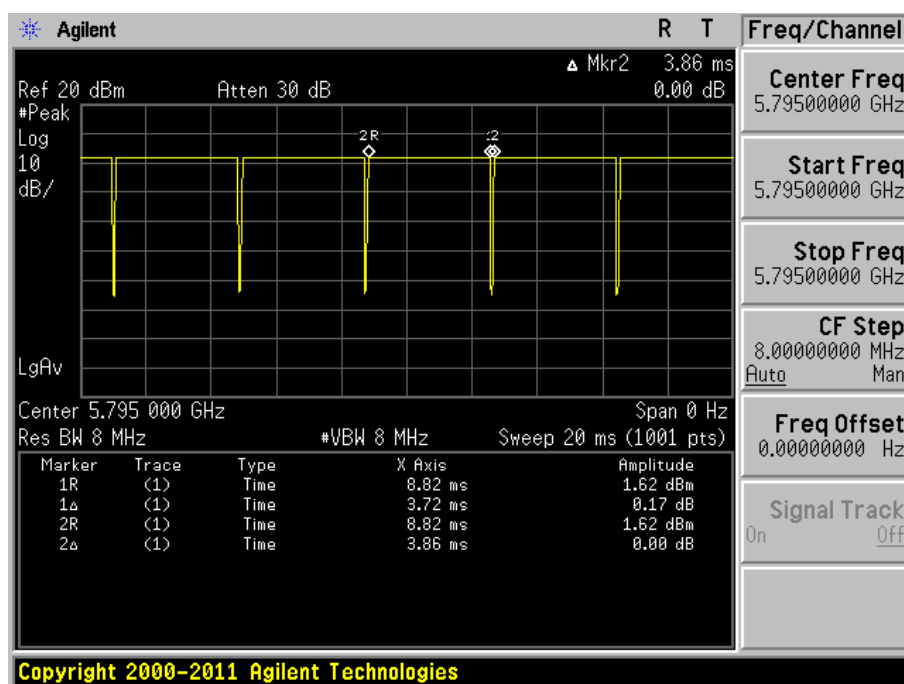 Agilent R T Freq/Channel
▵ Mkr2 3.86 ms
Ref 20 dBm Atten 30 dB 0.00 dB
#Peak
Log
10
dB/
2R
:2
LgAv
Center 5.795 000 GHz Span 0 Hz
Res BW 8 MHz #VBW 8 MHz Sweep 20 ms (1001 pts)
Marker Trace Type X Axis Amplitude
1R (1) Time 8.82 ms 1.62 dBm
1▵ (1) Time 3.72 ms 0.17 dB
2R (1) Time 8.82 ms 1.62 dBm
2▵ (1) Time 3.86 ms 0.00 dB
Center Freq
5.79500000 GHz
Start Freq
5.79500000 GHz
Stop Freq
5.79500000 GHz
CF Step
8.00000000 MHz
Auto Man
Freq Offset
0.00000000 Hz
Signal Track
On Off
Copyright 2000-2011 Agilent Technologies